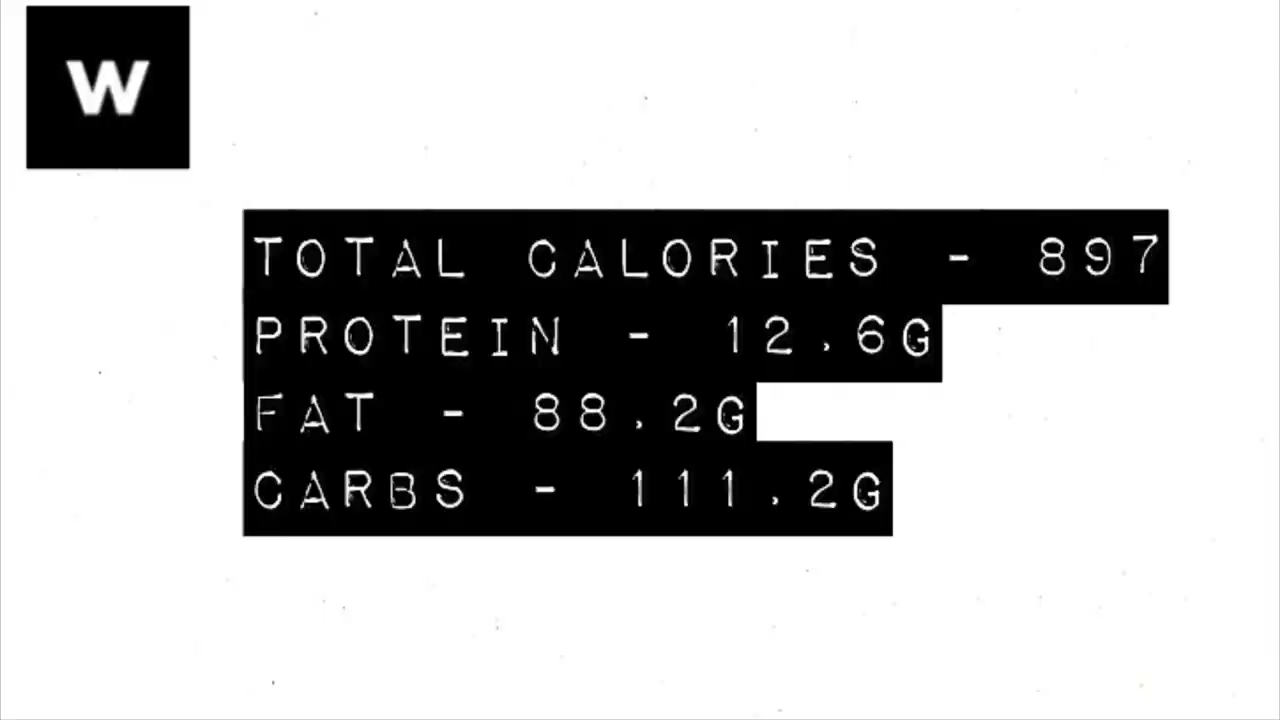 W
TOTAL CALORIES - 897
PROTEIN - 12.6G
FAT - 88.2G
CARBS - 111.2G